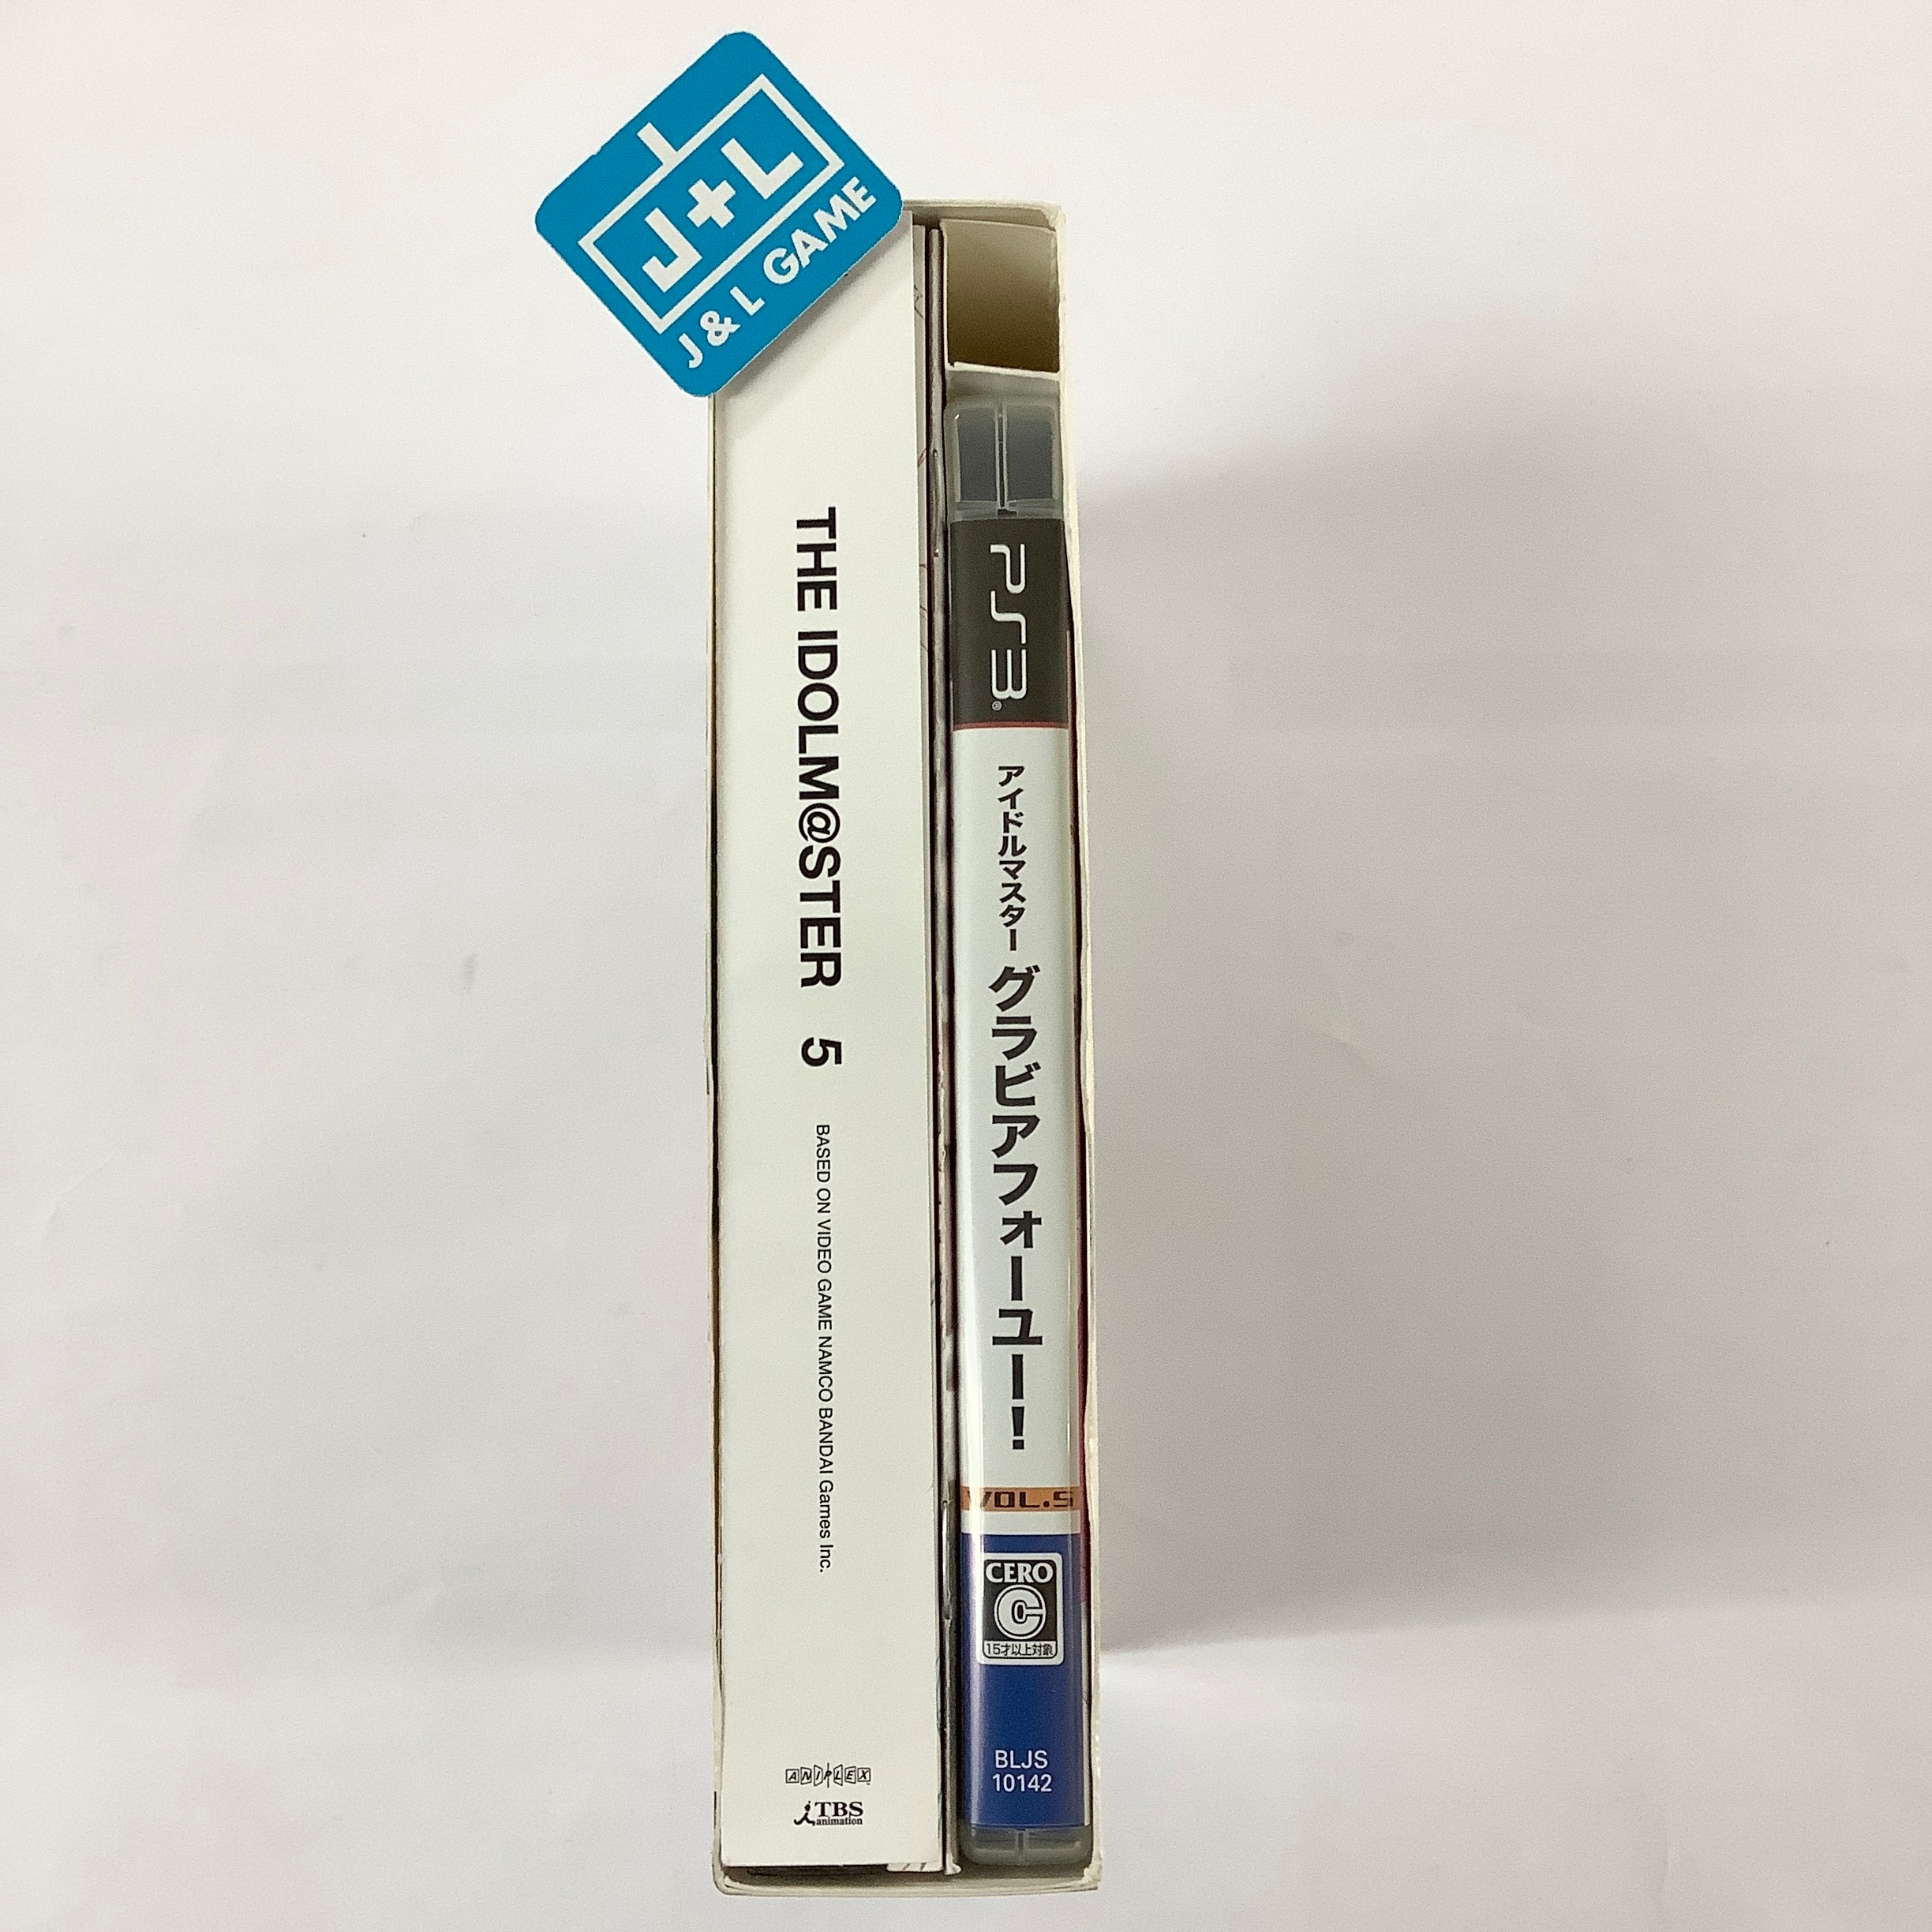 J+L
J & L GAME
THE IDOLM@STER 5
BASED ON VIDEO GAME NAMCO BANDAI Games Inc.
ANIPLEX
TBS
animation
PS3®
アイドルマスター グラビアフォーユー!
VOL.5
CERO
C
15才以上対象
BLJS
10142